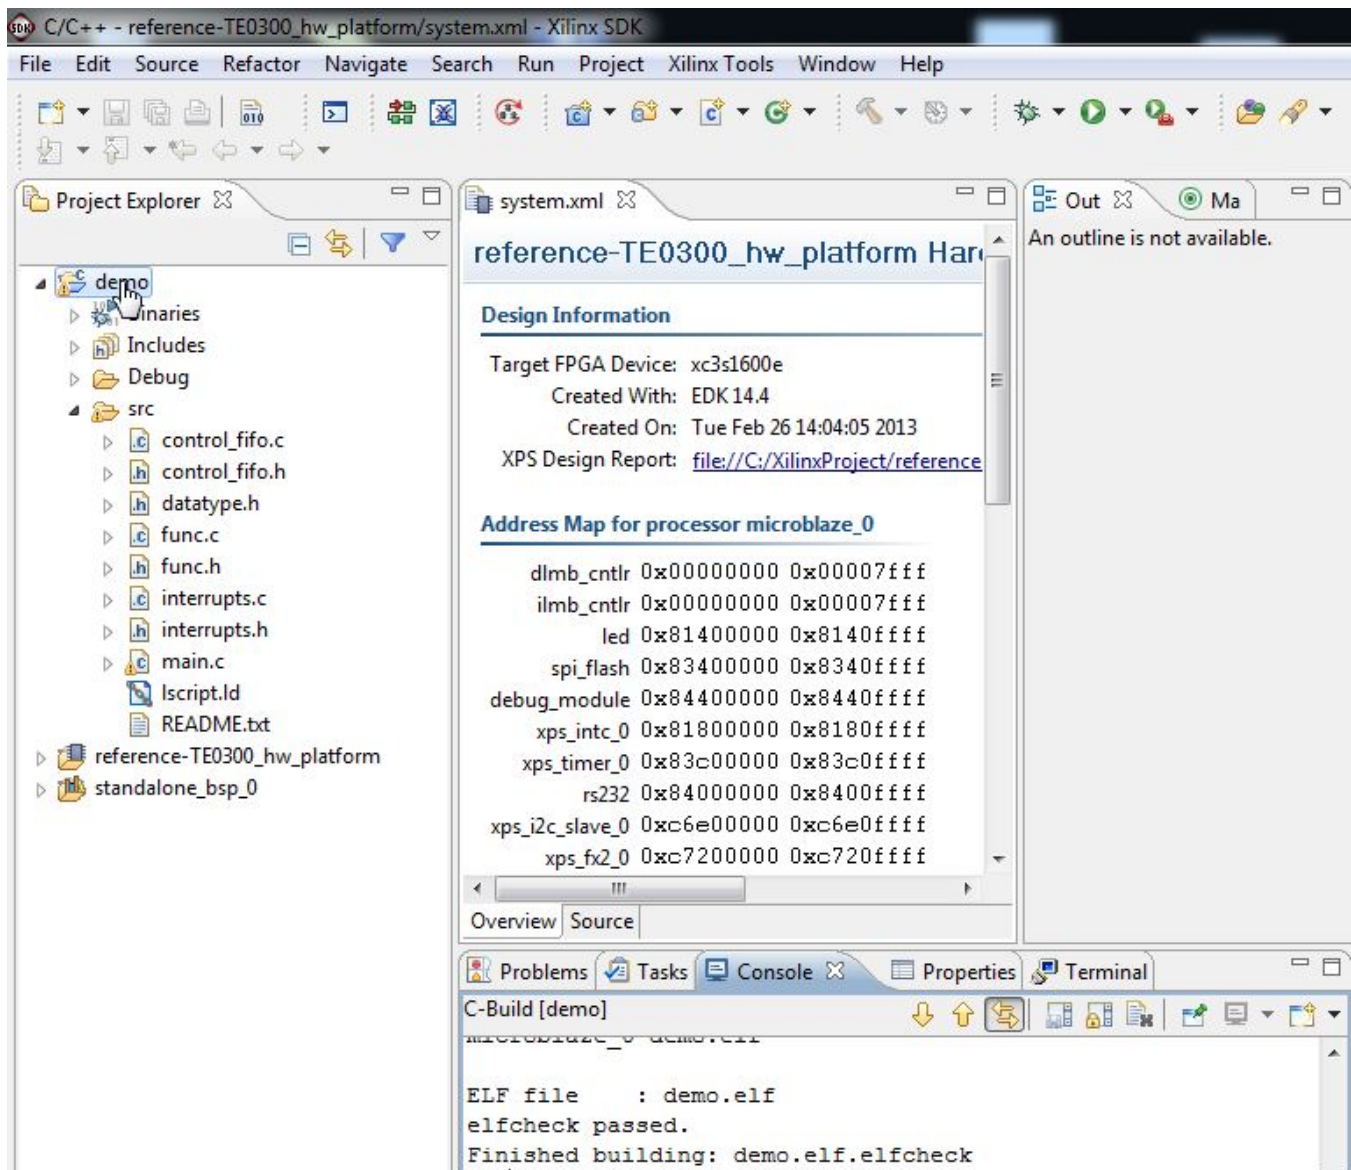 C/C++ - reference-TE0300_hw_platform/system.xml - Xilinx SDK
File Edit Source Refactor Navigate Search Run Project Xilinx Tools Window Help
Project Explorer
demo
Binaries
Includes
Debug
src
control_fifo.c
control_fifo.h
datatype.h
func.c
func.h
interrupts.c
interrupts.h
main.c
lscript.ld
README.txt
reference-TE0300_hw_platform
standalone_bsp_0
system.xml
reference-TE0300_hw_platform
Design Information
Target FPGA Device: xc3s1600e
Created With: EDK 14.4
Created On: Tue Feb 26 14:04:05 2013
XPS Design Report: file://C:/XilinxProject/reference
Address Map for processor microblaze_0
dlmb_cntlr 0x00000000 0x00007fff
ilmb_cntlr 0x00000000 0x00007fff
led 0x81400000 0x8140ffff
spi_flash 0x83400000 0x8340ffff
debug_module 0x84400000 0x8440ffff
xps_intc_0 0x81800000 0x8180ffff
xps_timer_0 0x83c00000 0x83c0ffff
rs232 0x84000000 0x8400ffff
xps_i2c_slave_0 0xc6e00000 0xc6e0ffff
xps_fx2_0 0xc7200000 0xc720ffff
Overview Source
Out Ma
An outline is not available.
Problems Tasks Console Properties Terminal
C-Build [demo]
microblaze_0 demo.elf
ELF file : demo.elf
elfcheck passed.
Finished building: demo.elf.elfcheck